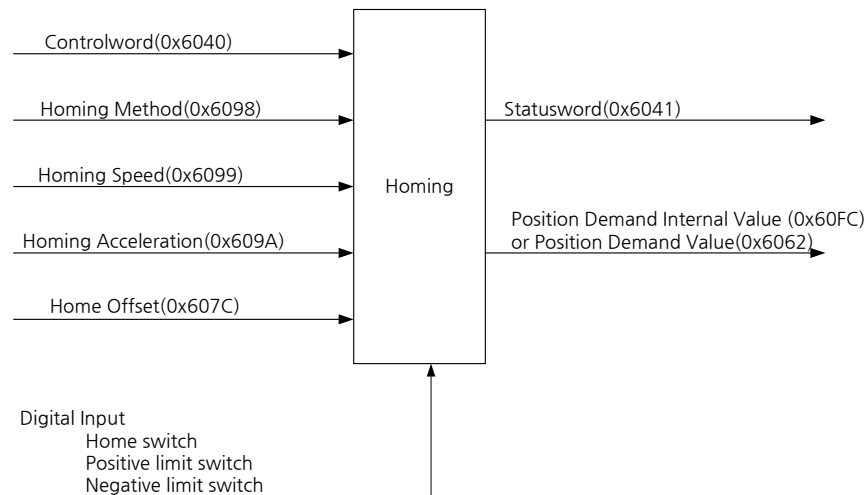 Controlword(0x6040)
Homing Method(0x6098)
Statusword(0x6041)
Homing Speed(0x6099)
Homing
Position Demand Internal Value (0x60FC)
or Position Demand Value(0x6062)
Homing Acceleration(0x609A)
Home Offset(0x607C)
Digital Input
Home switch
Positive limit switch
Negative limit switch